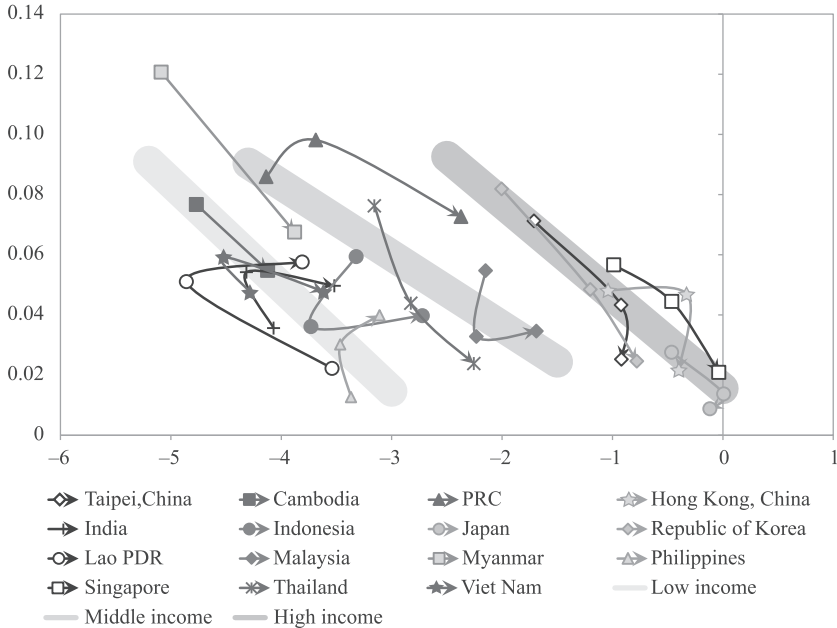 0.14
0.12
0.10
0.08
0.06
0.04
0.02
0
–6 –5 –4 –3 –2 –1 0 1
Taipei,China Cambodia PRC Hong Kong, China
India Indonesia Japan Republic of Korea
Lao PDR Malaysia Myanmar Philippines
Singapore Thailand Viet Nam Low income
Middle income High income